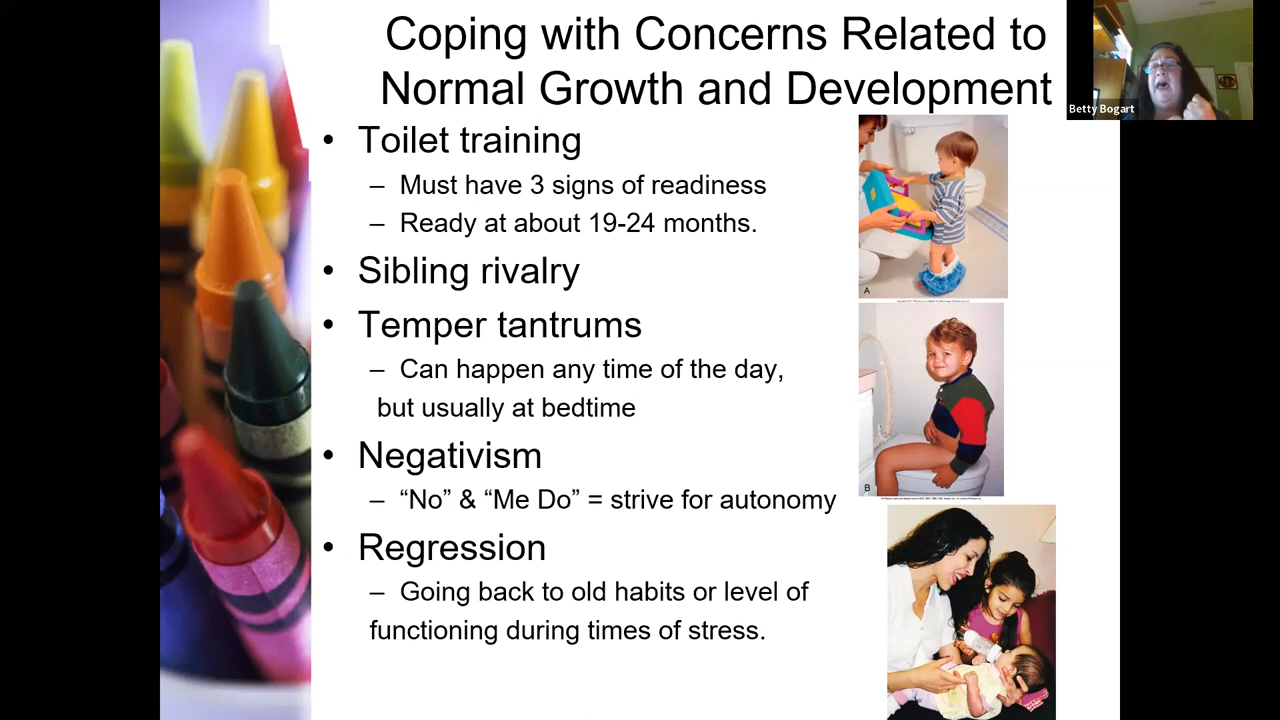 Coping with Concerns Related to
Normal Growth and Development
Betty Bogart
• Toilet training
– Must have 3 signs of readiness
– Ready at about 19-24 months.
• Sibling rivalry
• Temper tantrums
– Can happen any time of the day,
but usually at bedtime
• Negativism
– “No” & “Me Do” = strive for autonomy
• Regression
– Going back to old habits or level of
functioning during times of stress.
A
B